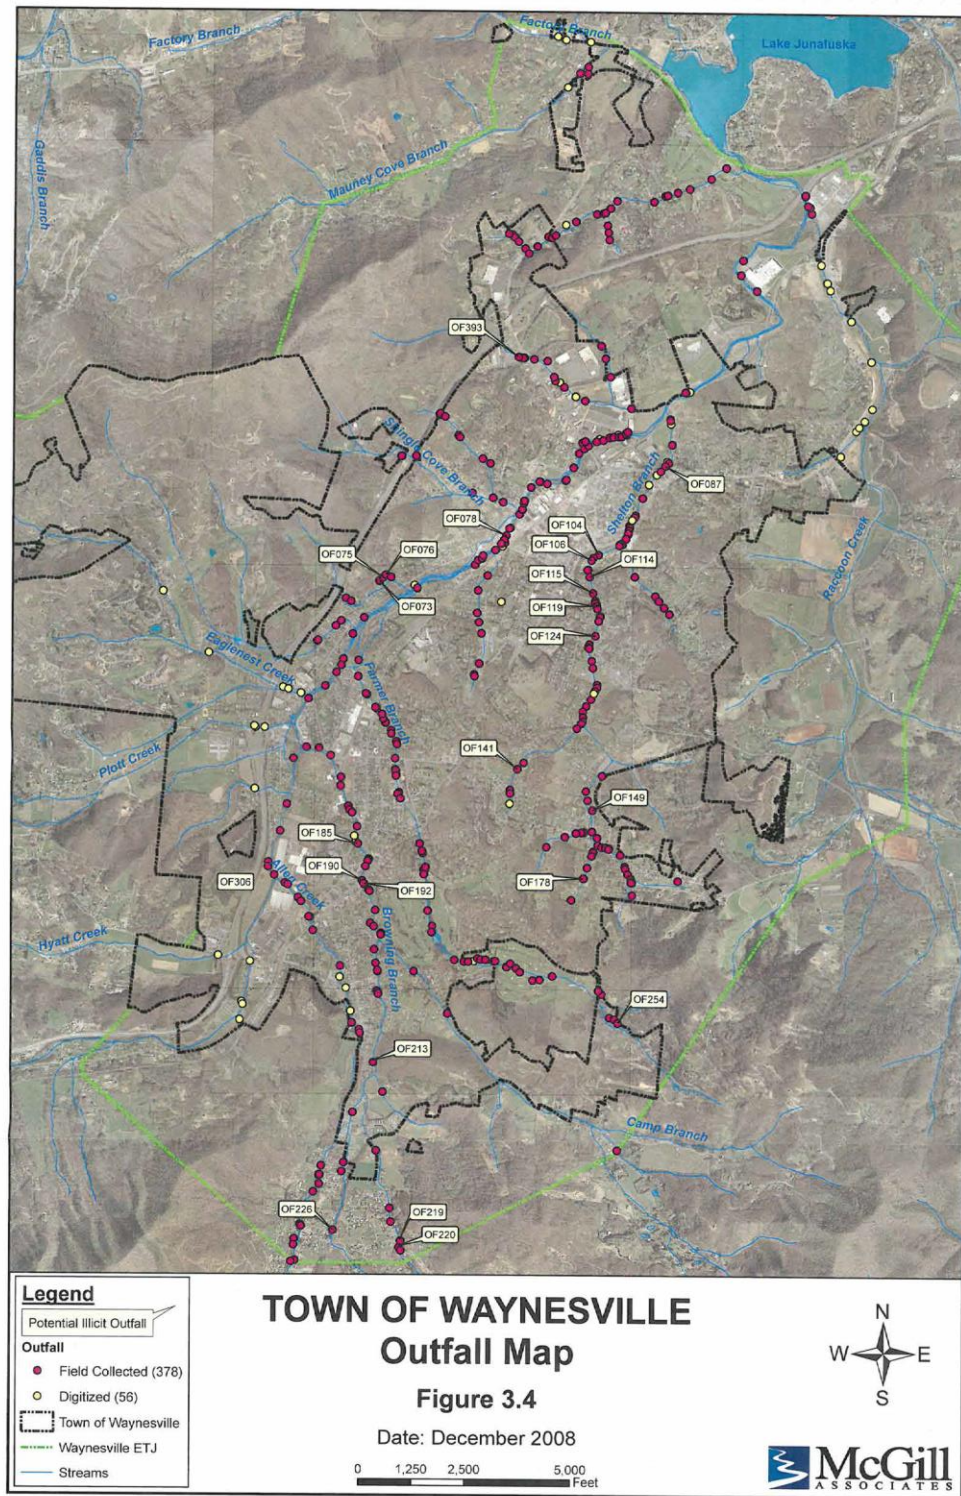 Factory Branch
Factory Branch
Lake Junaluska
Gaddis Branch
Mauney Cove Branch
OF393
Shingle Cove Branch
OF087
Shelton Branch
OF078
OF104
OF106
OF075
OF076
OF114
OF115
OF073
OF119
Raccoon Creek
OF124
Eaglenest Creek
Farmer Branch
Plott Creek
OF141
OF149
OF185
OF306
OF190
OF192
OF178
Allen Creek
Browning Branch
Hyatt Creek
OF254
OF213
Camp Branch
OF226
OF219
OF220
Legend
Potential Illicit Outfall
Outfall
Field Collected (378)
Digitized (56)
Town of Waynesville
Waynesville ETJ
Streams
TOWN OF WAYNESVILLE
Outfall Map
Figure 3.4
Date: December 2008
0 1,250 2,500 5,000
Feet
N
W E
S
McGill
ASSOCIATES